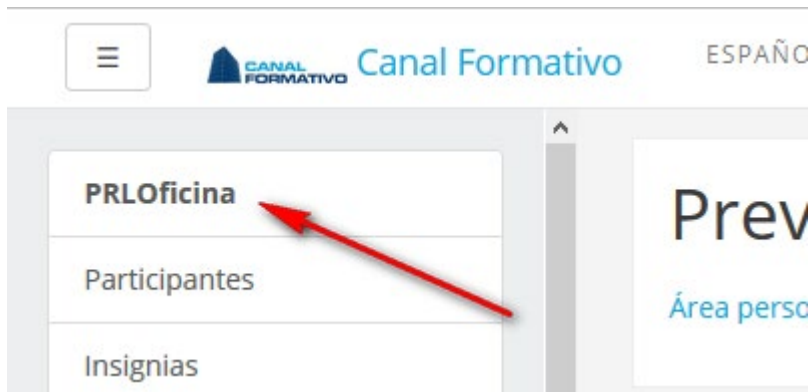 CANAL
FORMATIVO
Canal Formativo
ESPAÑO
PRLOficina
Participantes
Insignias
Prev
Área perso